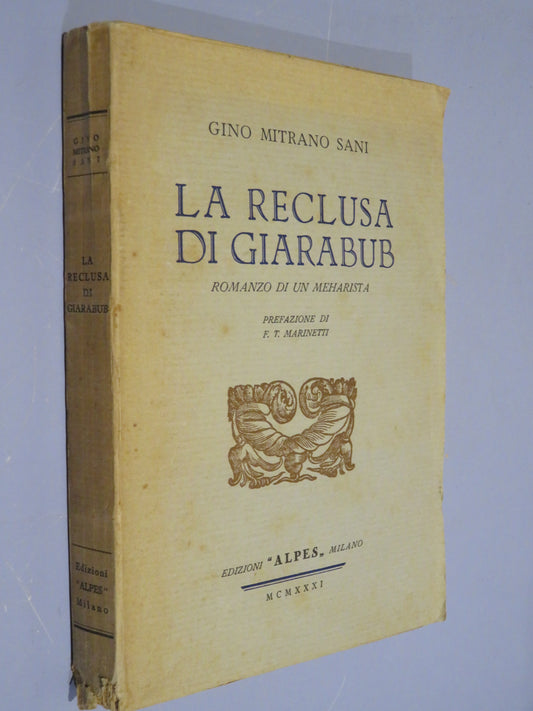 GINO
MITRANO
SANI
LA
RECLUSA
DI
GIARABUB
Edizioni
"ALPES"
Milano
GINO MITRANO SANI
LA RECLUSA
DI GIARABUB
ROMANZO DI UN MEHARISTA
PREFAZIONE DI
F. T. MARINETTI
EDIZIONI "ALPES„ MILANO
MCMXXXI